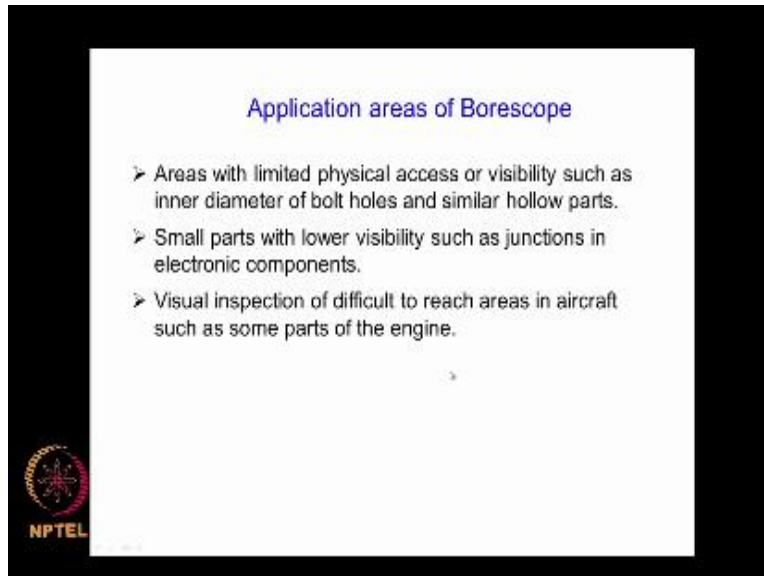 Application areas of Borescope
➢ Areas with limited physical access or visibility such as
inner diameter of bolt holes and similar hollow parts.
➢ Small parts with lower visibility such as junctions in
electronic components.
➢ Visual inspection of difficult to reach areas in aircraft
such as some parts of the engine.
NPTEL